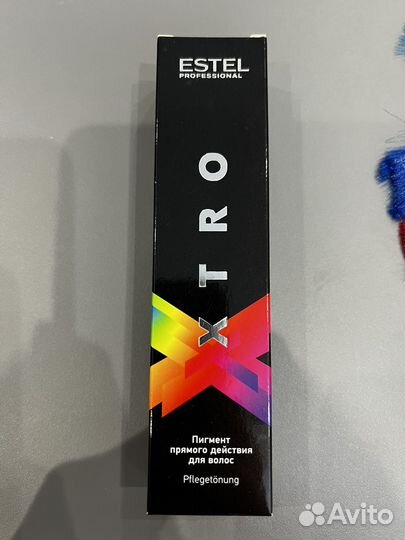 ESTEL
PROFESSIONAL
XTRO
Пигмент
прямого действия
для волос
Pflegetönung
Avito